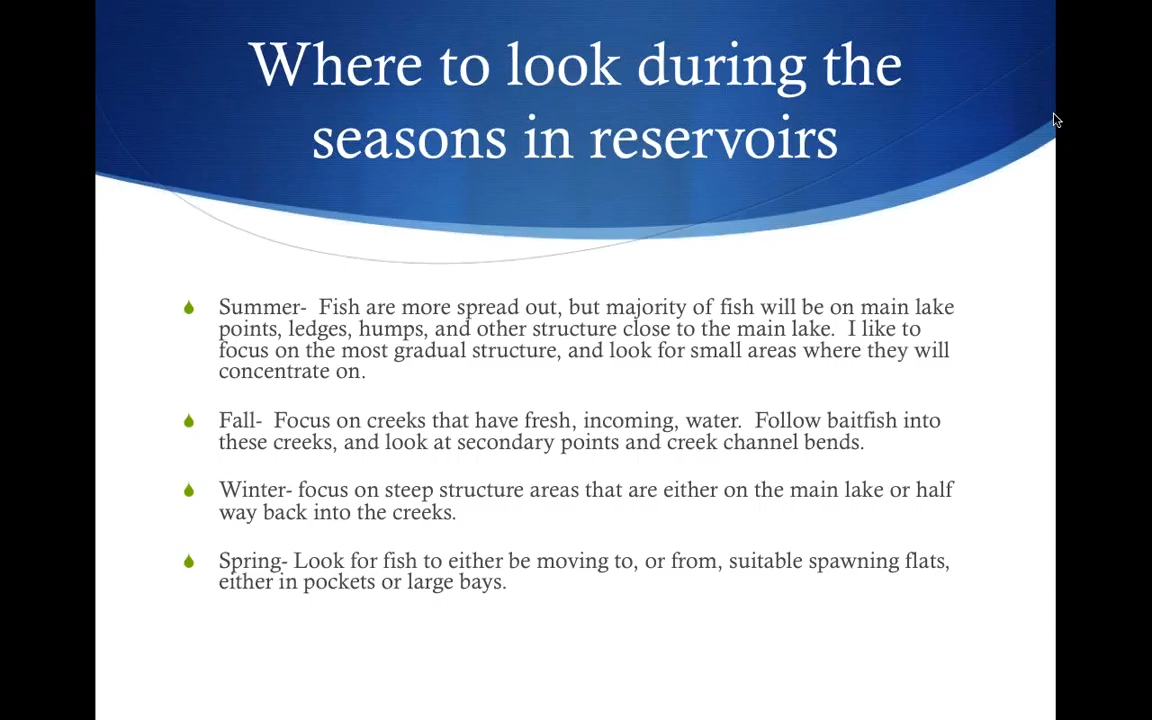 Where to look during the
seasons in reservoirs
Summer-  Fish are more spread out, but majority of fish will be on main lake
points, ledges, humps, and other structure close to the main lake.  I like to
focus on the most gradual structure, and look for small areas where they will
concentrate on.
Fall-  Focus on creeks that have fresh, incoming, water.  Follow baitfish into
these creeks, and look at secondary points and creek channel bends.
Winter- focus on steep structure areas that are either on the main lake or half
way back into the creeks.
Spring- Look for fish to either be moving to, or from, suitable spawning flats,
either in pockets or large bays.